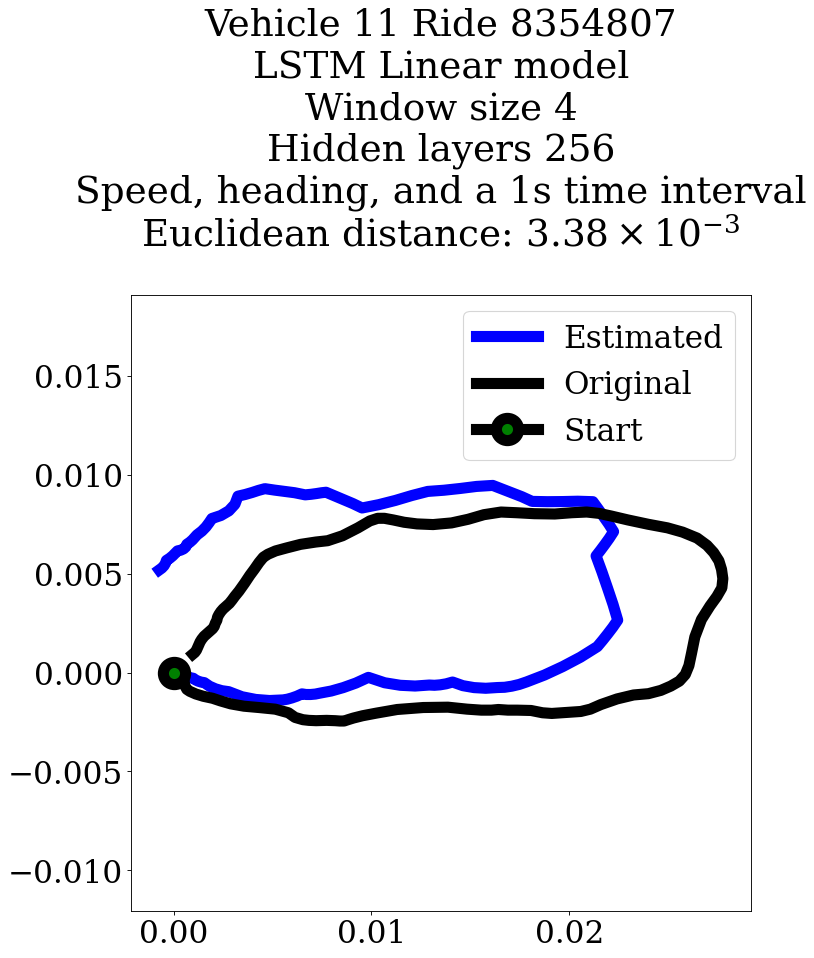 Vehicle 11 Ride 8354807
LSTM Linear model
Window size 4
Hidden layers 256
Speed, heading, and a 1s time interval
Euclidean distance: 3.38 × 10⁻³
Estimated
Original
Start
0.015
0.010
0.005
0.000
−0.005
−0.010
0.00 0.01 0.02